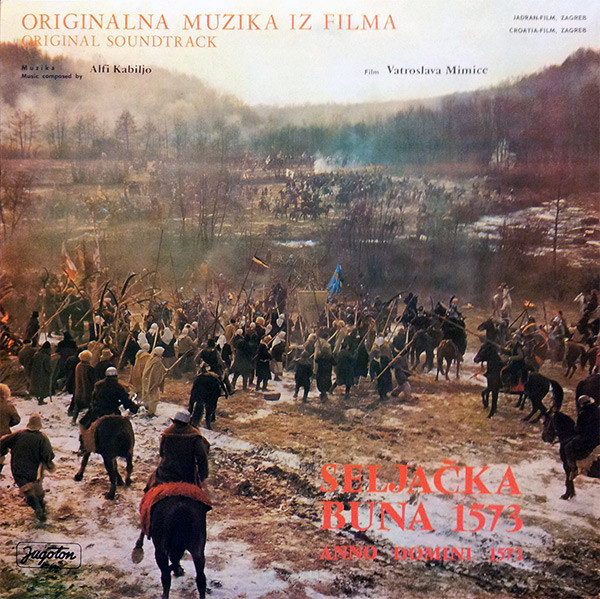 ORIGINALNA MUZIKA IZ FILMA
ORIGINAL SOUNDTRACK
JADRAN-FILM, ZAGREB
CROATIA-FILM, ZAGREB
Muzika
Music composed by Alfi Kabiljo
Film Vatroslava Mimice
SELJAČKA
BUNA 1573
ANNO DOMINI 1573
Jugoton